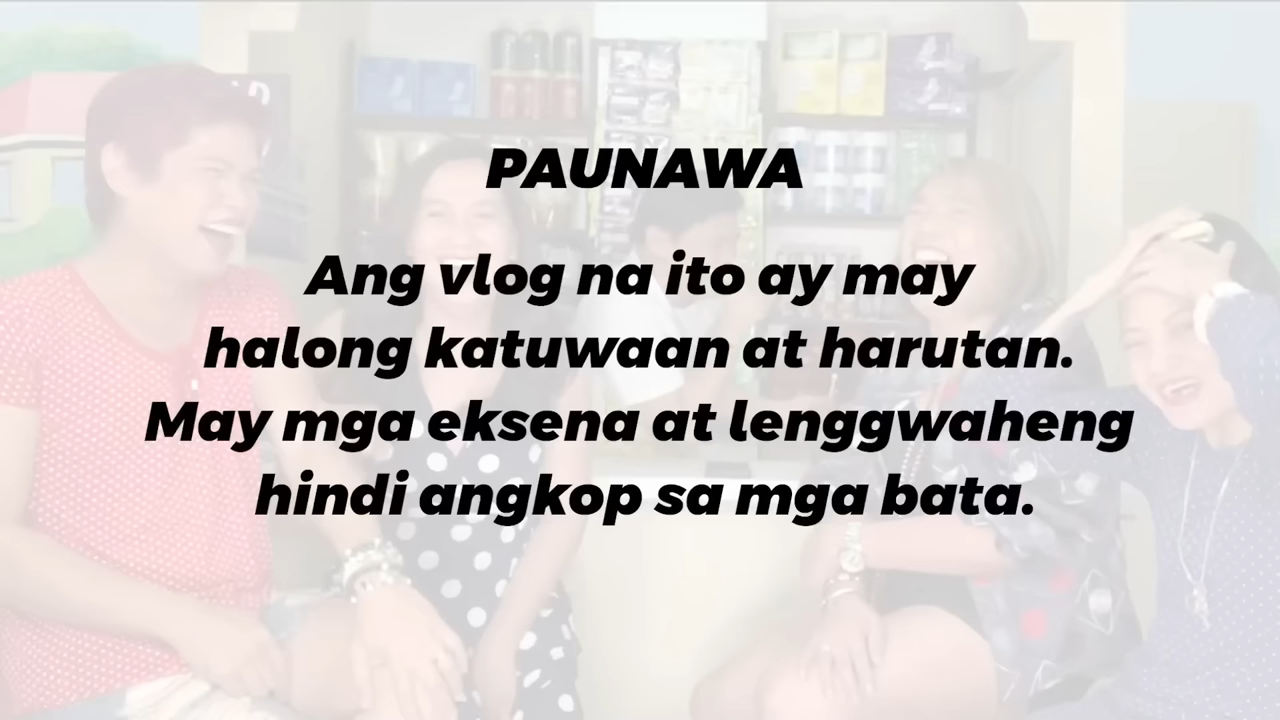 PAUNAWA
Ang vlog na ito ay may
halong katuwaan at harutan.
May mga eksena at lenggwaheng
hindi angkop sa mga bata.